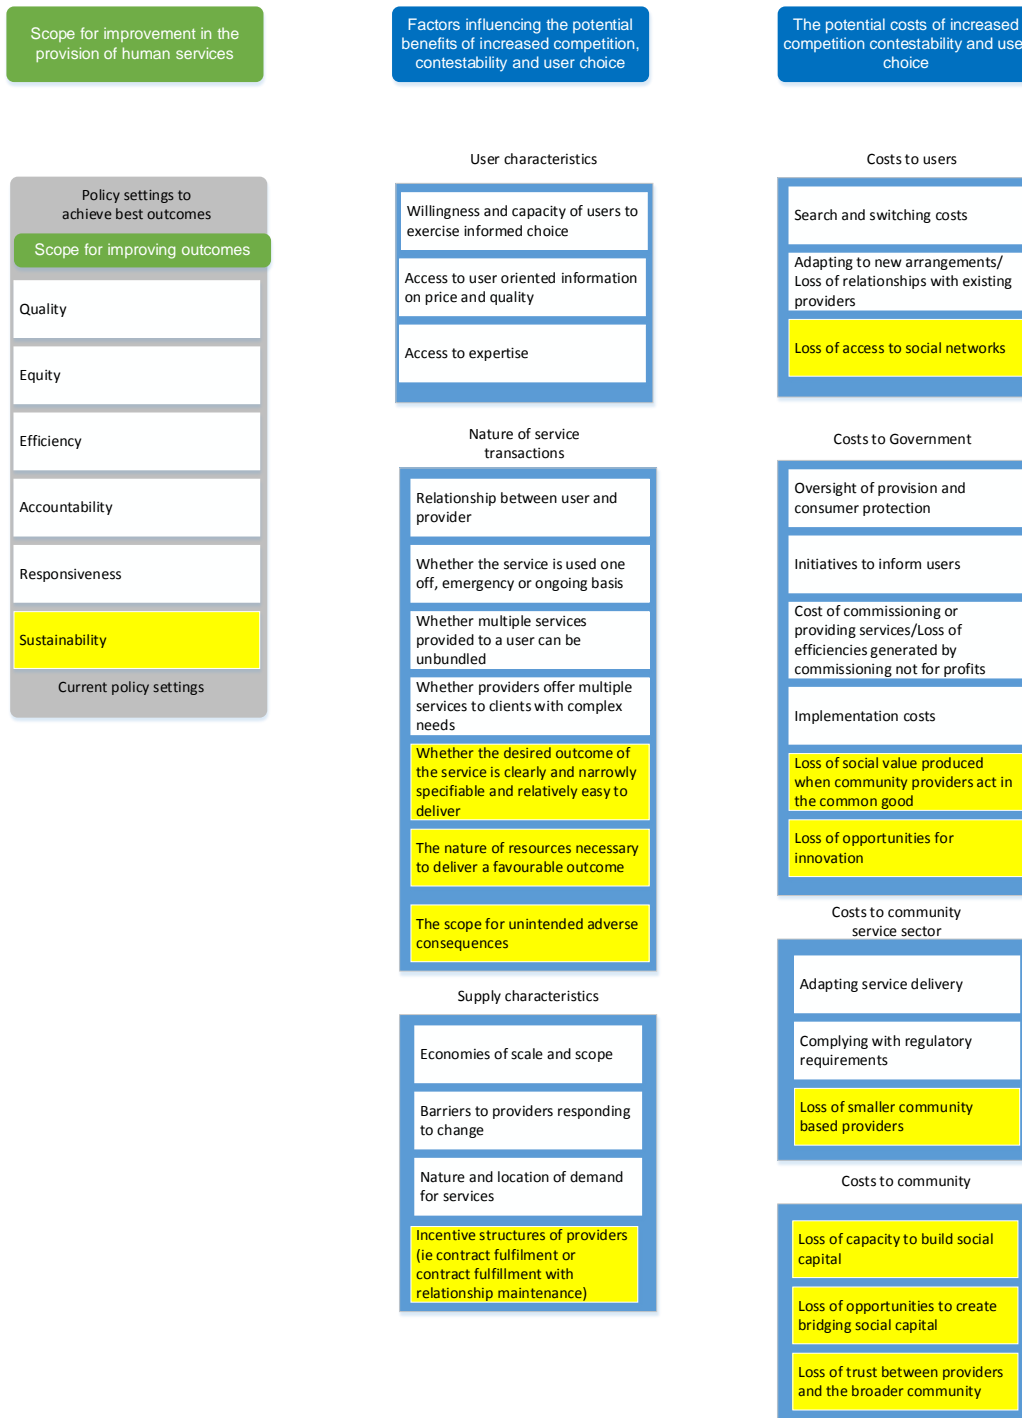 Scope for improvement in the
provision of human services
Policy settings to
achieve best outcomes
Scope for improving outcomes
Quality
Equity
Efficiency
Accountability
Responsiveness
Sustainability
Current policy settings
Factors influencing the potential
benefits of increased competition,
contestability and user choice
User characteristics
Willingness and capacity of users to
exercise informed choice
Access to user oriented information
on price and quality
Access to expertise
Nature of service
transactions
Relationship between user and
provider
Whether the service is used one
off, emergency or ongoing basis
Whether multiple services
provided to a user can be
unbundled
Whether providers offer multiple
services to clients with complex
needs
Whether the desired outcome of
the service is clearly and narrowly
specifiable and relatively easy to
deliver
The nature of resources necessary
to deliver a favourable outcome
The scope for unintended adverse
consequences
Supply characteristics
Economies of scale and scope
Barriers to providers responding
to change
Nature and location of demand
for services
Incentive structures of providers
(ie contract fulfilment or
contract fulfillment with
relationship maintenance)
The potential costs of increased
competition contestability and use
choice
Costs to users
Search and switching costs
Adapting to new arrangements/
Loss of relationships with existing
providers
Loss of access to social networks
Costs to Government
Oversight of provision and
consumer protection
Initiatives to inform users
Cost of commissioning or
providing services/Loss of
efficiencies generated by
commissioning not for profits
Implementation costs
Loss of social value produced
when community providers act in
the common good
Loss of opportunities for
innovation
Costs to community
service sector
Adapting service delivery
Complying with regulatory
requirements
Loss of smaller community
based providers
Costs to community
Loss of capacity to build social
capital
Loss of opportunities to create
bridging social capital
Loss of trust between providers
and the broader community